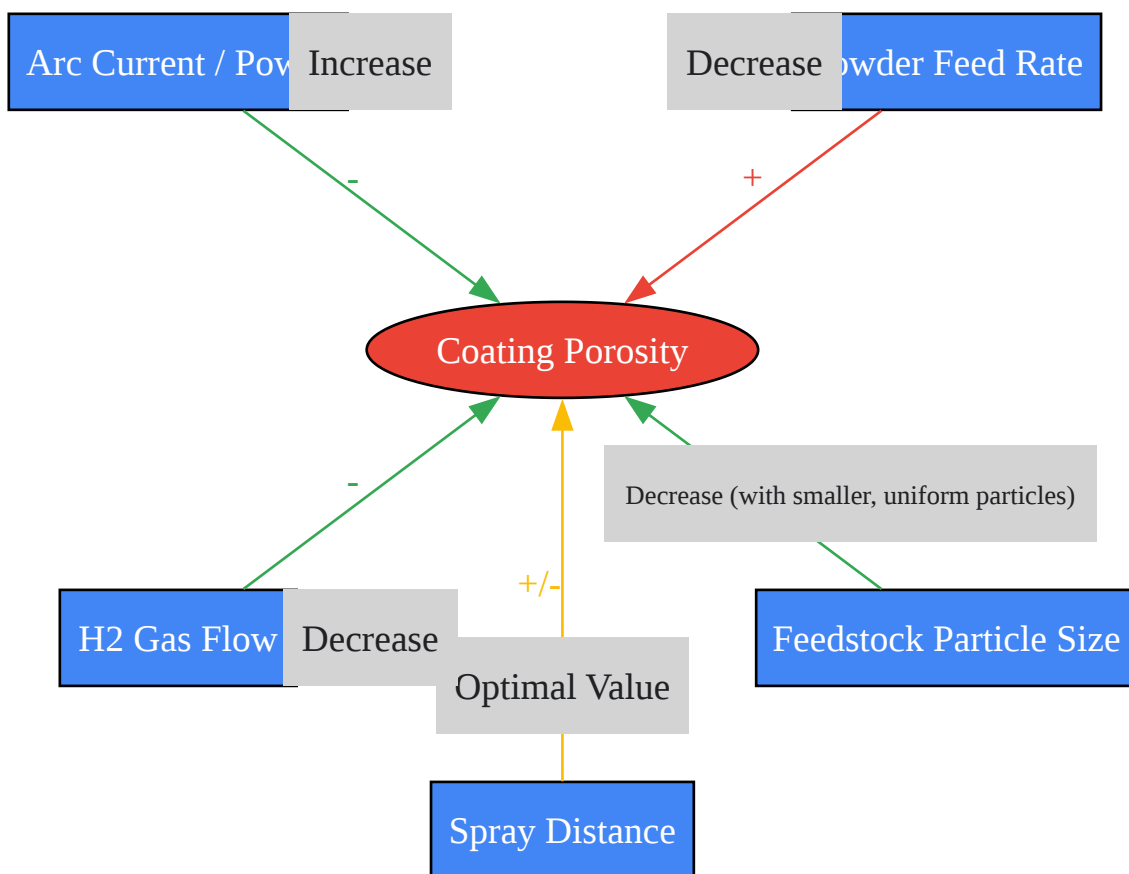 Arc Current / Pow
Increase
Decrease
owder Feed Rate
-
+
Coating Porosity
-
Decrease (with smaller, uniform particles)
+/-
H2 Gas Flow
Decrease
Optimal Value
Feedstock Particle Size
Spray Distance